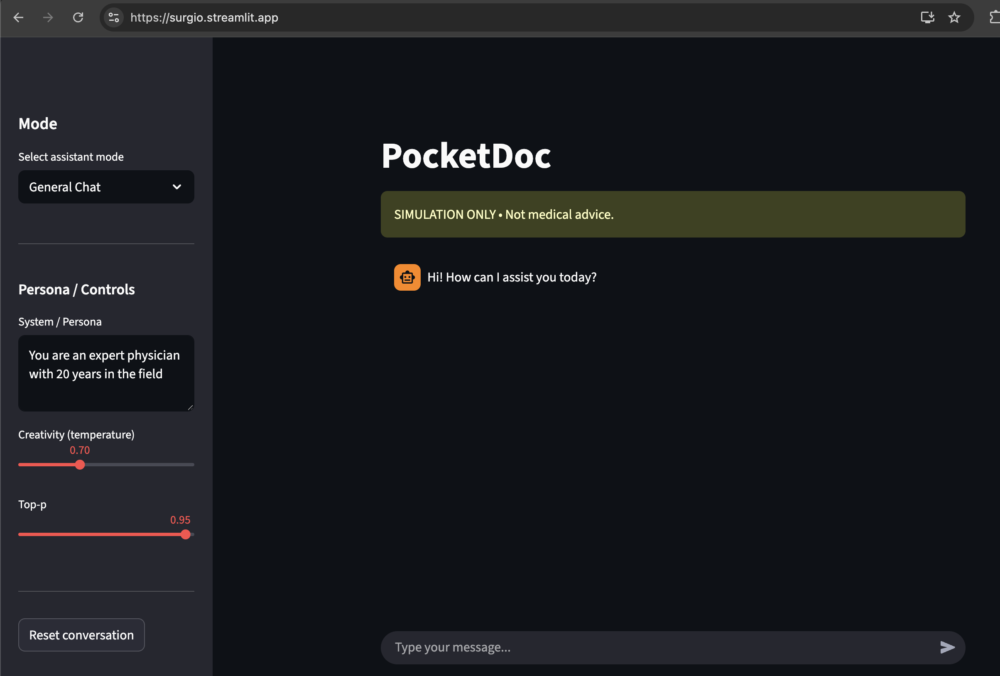 https://surgio.streamlit.app
Mode
Select assistant mode
General Chat
Persona / Controls
System / Persona
You are an expert physician
with 20 years in the field
Creativity (temperature)
0.70
Top-p
0.95
Reset conversation
PocketDoc
SIMULATION ONLY • Not medical advice.
Hi! How can I assist you today?
Type your message...